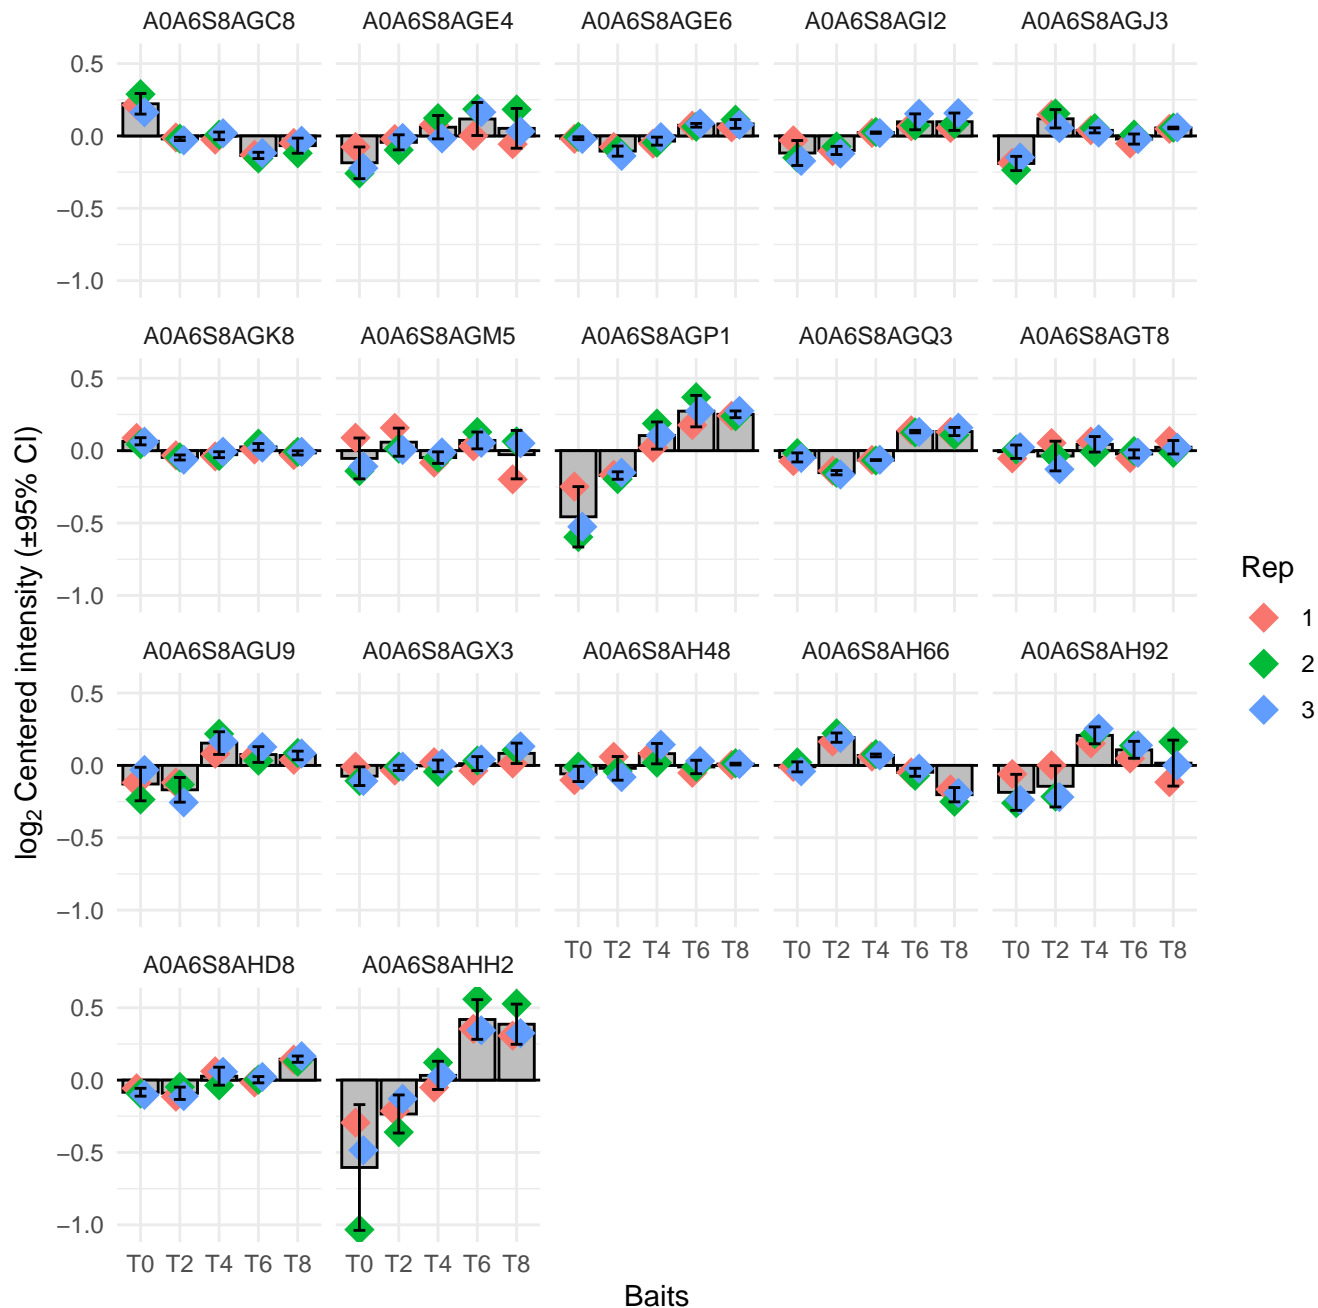 A0A6S8AGC8 A0A6S8AGE4 A0A6S8AGE6 A0A6S8AGI2 A0A6S8AGJ3
0.5
0.0
−0.5
−1.0
A0A6S8AGK8 A0A6S8AGM5 A0A6S8AGP1 A0A6S8AGQ3 A0A6S8AGT8
0.5
0.0
−0.5
−1.0
A0A6S8AGU9 A0A6S8AGX3 A0A6S8AH48 A0A6S8AH66 A0A6S8AH92
0.5
0.0
−0.5
−1.0
T0 T2 T4 T6 T8 T0 T2 T4 T6 T8 T0 T2 T4 T6 T8
A0A6S8AHD8 A0A6S8AHH2
0.5
0.0
−0.5
−1.0
T0 T2 T4 T6 T8 T0 T2 T4 T6 T8
Baits
log2 Centered intensity (±95% CI)
Rep
1
2
3